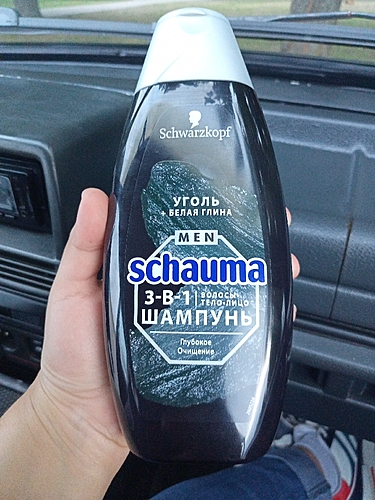 Schwarzkopf
УГОЛЬ
+ БЕЛАЯ ГЛИНА
MEN
schauma
3-В-1 ВОЛОСЫ•
ТЕЛО•ЛИЦО
ШАМПУНЬ
Глубокое
Очищение